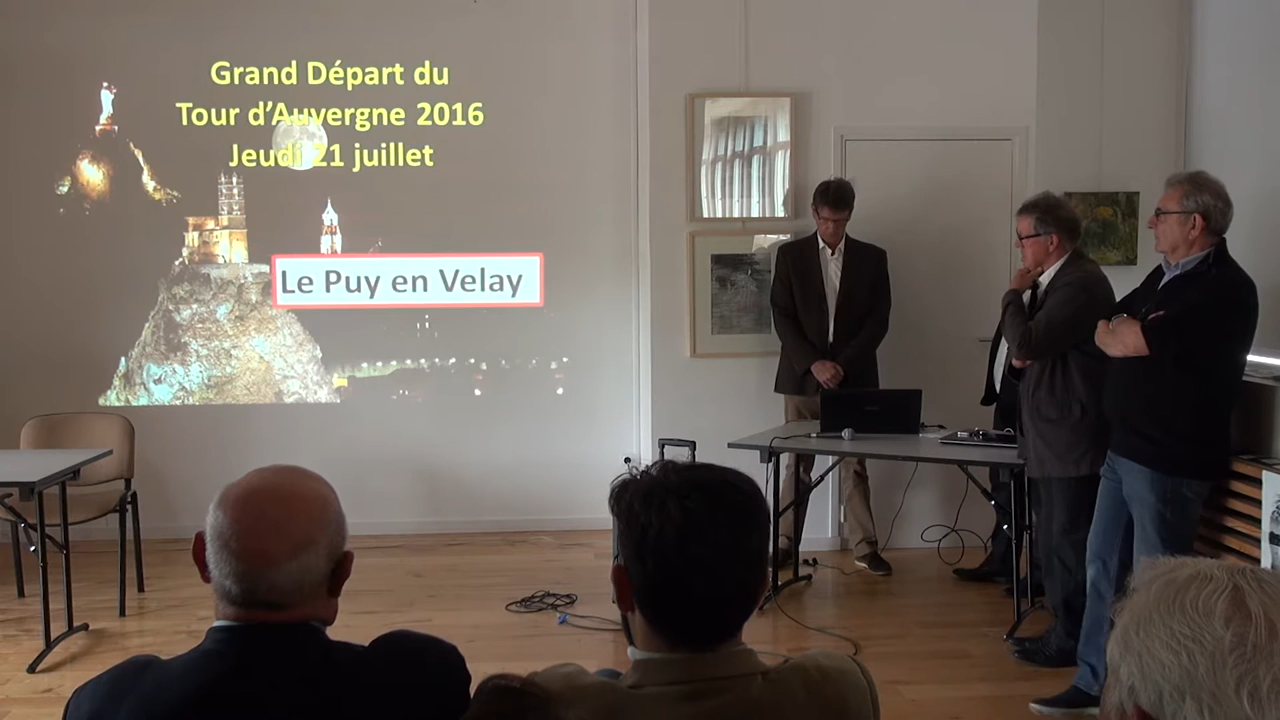 Grand Départ du
Tour d'Auvergne 2016
Jeudi 21 juillet
Le Puy en Velay